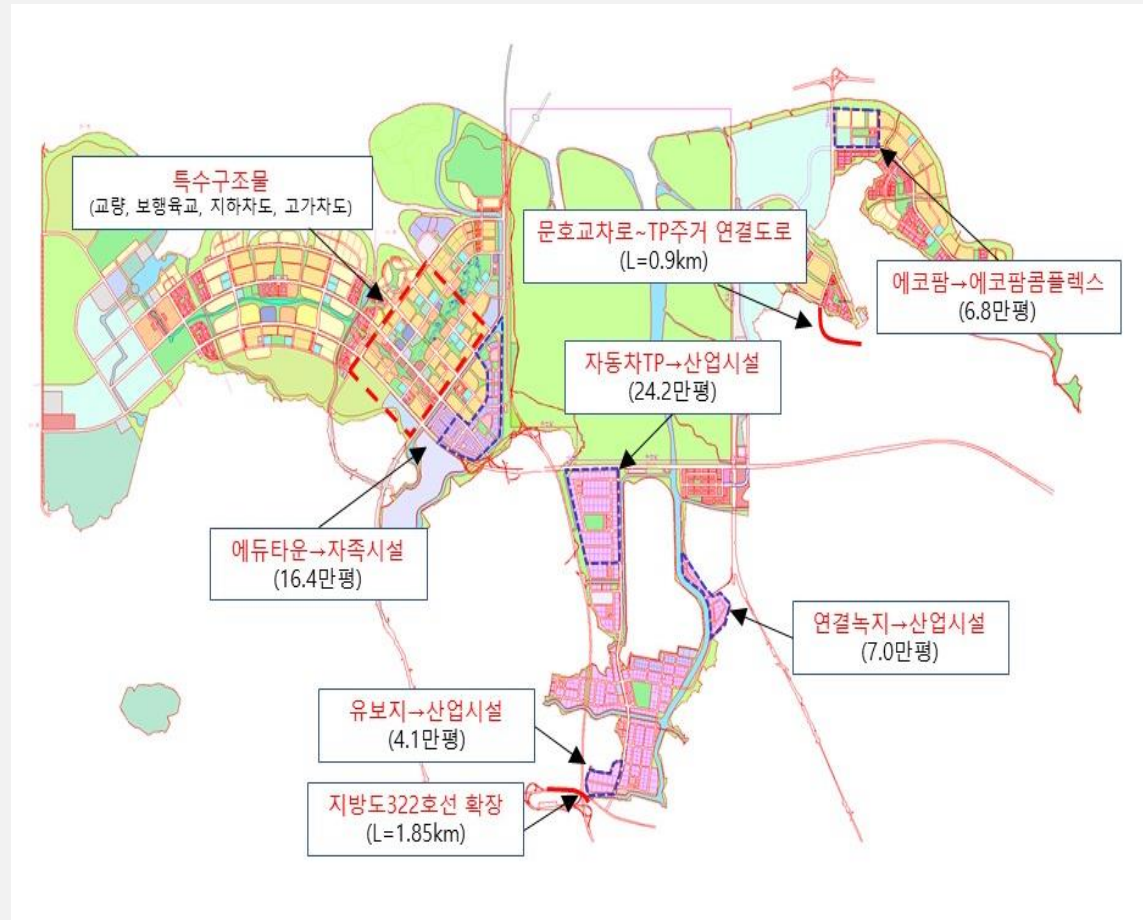 특수구조물
(교량, 보행육교, 지하차도, 고가차도)
문호교차로~TP주거 연결도로
(L=0.9km)
에코팜→에코팜콤플렉스
(6.8만평)
자동차TP→산업시설
(24.2만평)
에듀타운→자족시설
(16.4만평)
연결녹지→산업시설
(7.0만평)
유보지→산업시설
(4.1만평)
지방도322호선 확장
(L=1.85km)